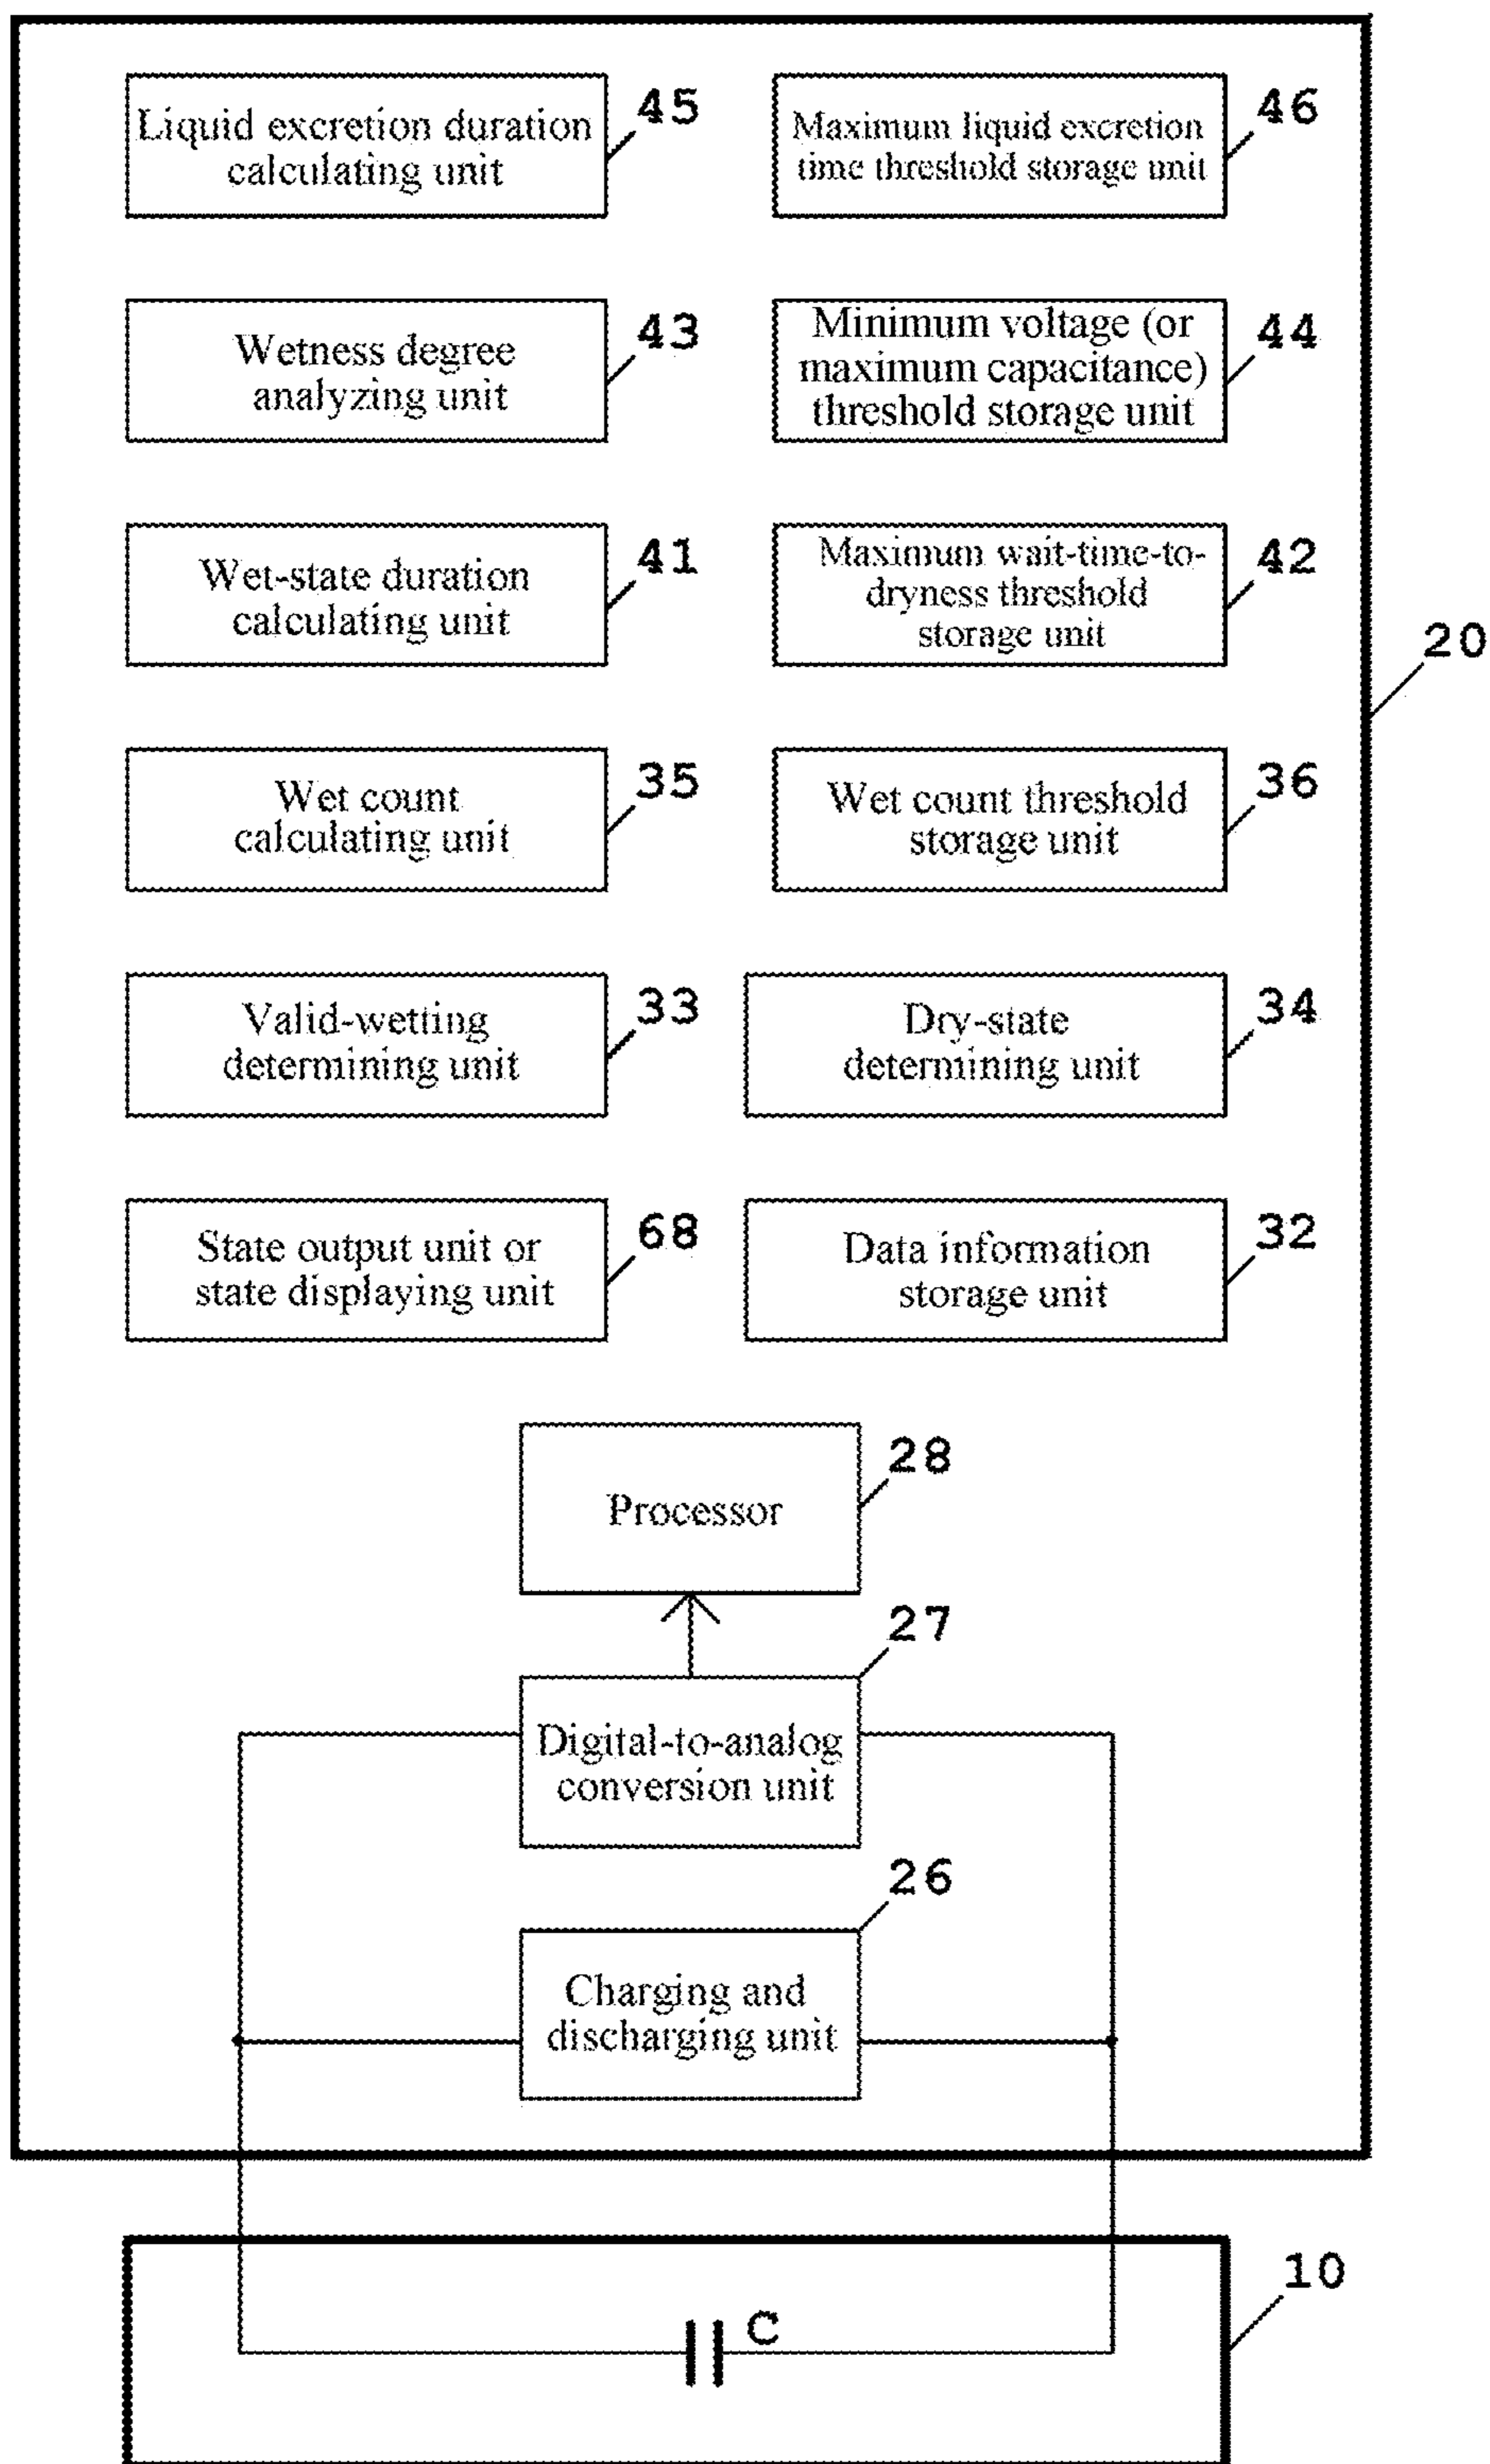 Liquid excretion duration
calculating unit
45
Maximum liquid excretion
time threshold storage unit
46
Wetness degree
analyzing unit
43
Minimum voltage (or
maximum capacitance)
threshold storage unit
44
Wet-state duration
calculating unit
41
Maximum wait-time-to-
dryness threshold
storage unit
42
20
Wet count
calculating unit
35
Wet count threshold
storage unit
36
Valid-wetting
determining unit
33
Dry-state
determining unit
34
State output unit or
state displaying unit
68
Data information
storage unit
32
Processor
28
Digital-to-analog
conversion unit
27
Charging and
discharging unit
26
C
10